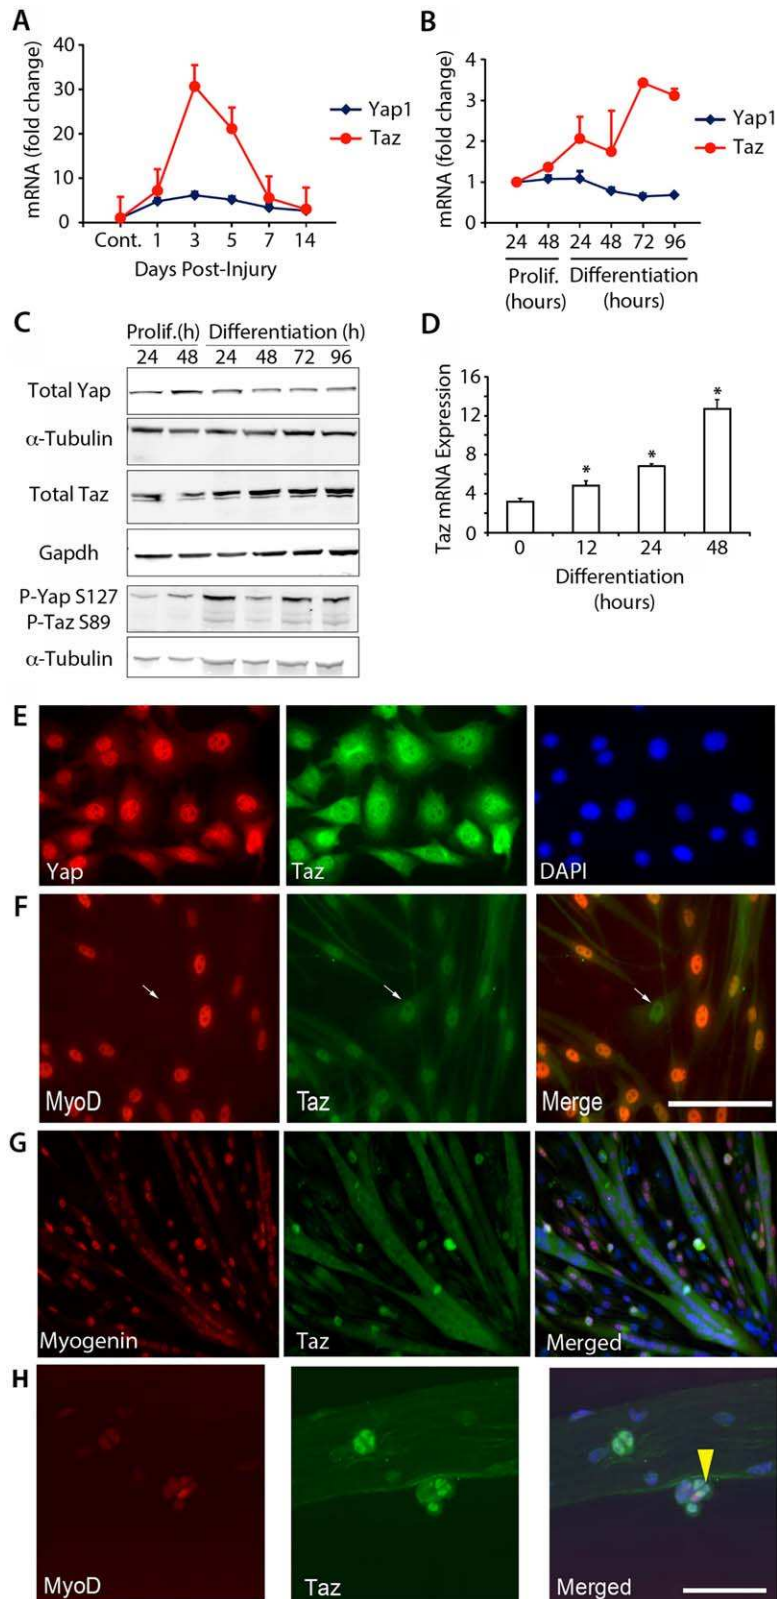 A
B
mRNA (fold change)
40
30
20
10
0
Cont. 1 3 5 7 14
Days Post-Injury
Yap1
Taz
mRNA (fold change)
4
3
2
1
0
24 48 24 48 72 96
Prolif. Differentiation
(hours) (hours)
Yap1
Taz
C
Prolif.(h) Differentiation (h)
24 48 24 48 72 96
Total Yap
α-Tubulin
Total Taz
Gapdh
P-Yap S127
P-Taz S89
α-Tubulin
D
Taz mRNA Expression
16
12
8
4
0
* * *
0 12 24 48
Differentiation
(hours)
E
Yap Taz DAPI
F
MyoD Taz Merge
G
Myogenin Taz Merged
H
MyoD Taz Merged